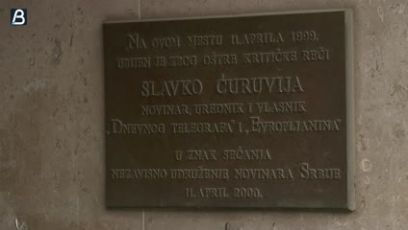 B
NA OVOM MESTU 11. APRILA 1999.
UBIJEN JE ZBOG OŠTRE KRITIČKE REČI
SLAVKO ĆURUVIJA
NOVINAR, UREDNIK I VLASNIK
„DNEVNOG TELEGRAFA" I „EVROPLJANINA"
U ZNAK SEĆANJA
NEZAVISNO UDRUŽENJE NOVINARA SRBIJE
11. APRIL 2000.